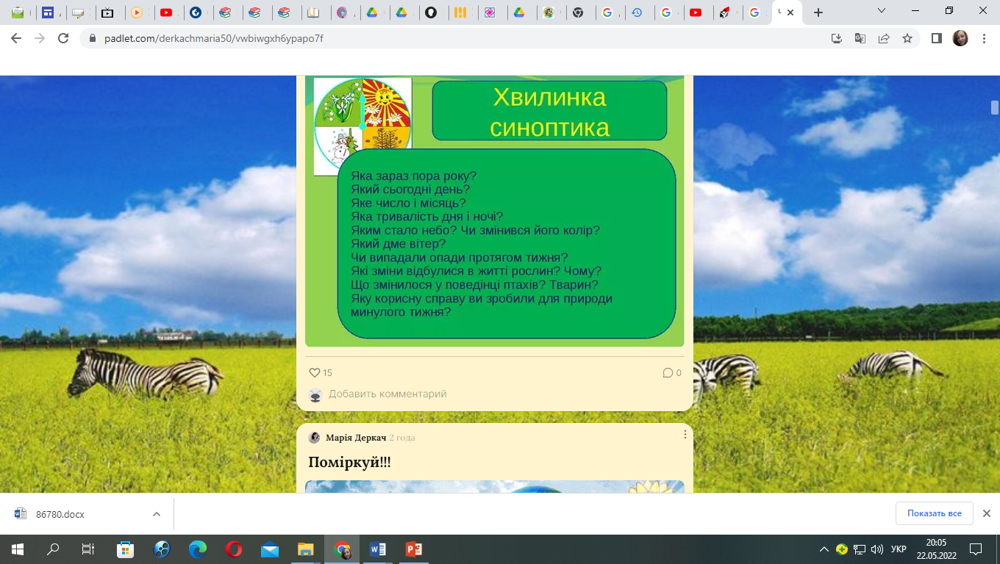 padlet.com/derkachmaria50/vwbiwgxh6ypapo7f
Хвилинка
синоптика
Яка зараз пора року?
Який сьогодні день?
Яке число і місяць?
Яка тривалість дня і ночі?
Яким стало небо? Чи змінився його колір?
Який дме вітер?
Чи випадали опади протягом тижня?
Які зміни відбулися в житті рослин? Чому?
Що змінилося у поведінці птахів? Тварин?
Яку корисну справу ви зробили для природи
минулого тижня?
15
0
Добавить комментарий
Марія Деркач 2 года
Поміркуй!!!
86780.docx
Показать все
УКР
20:05
22.05.2022